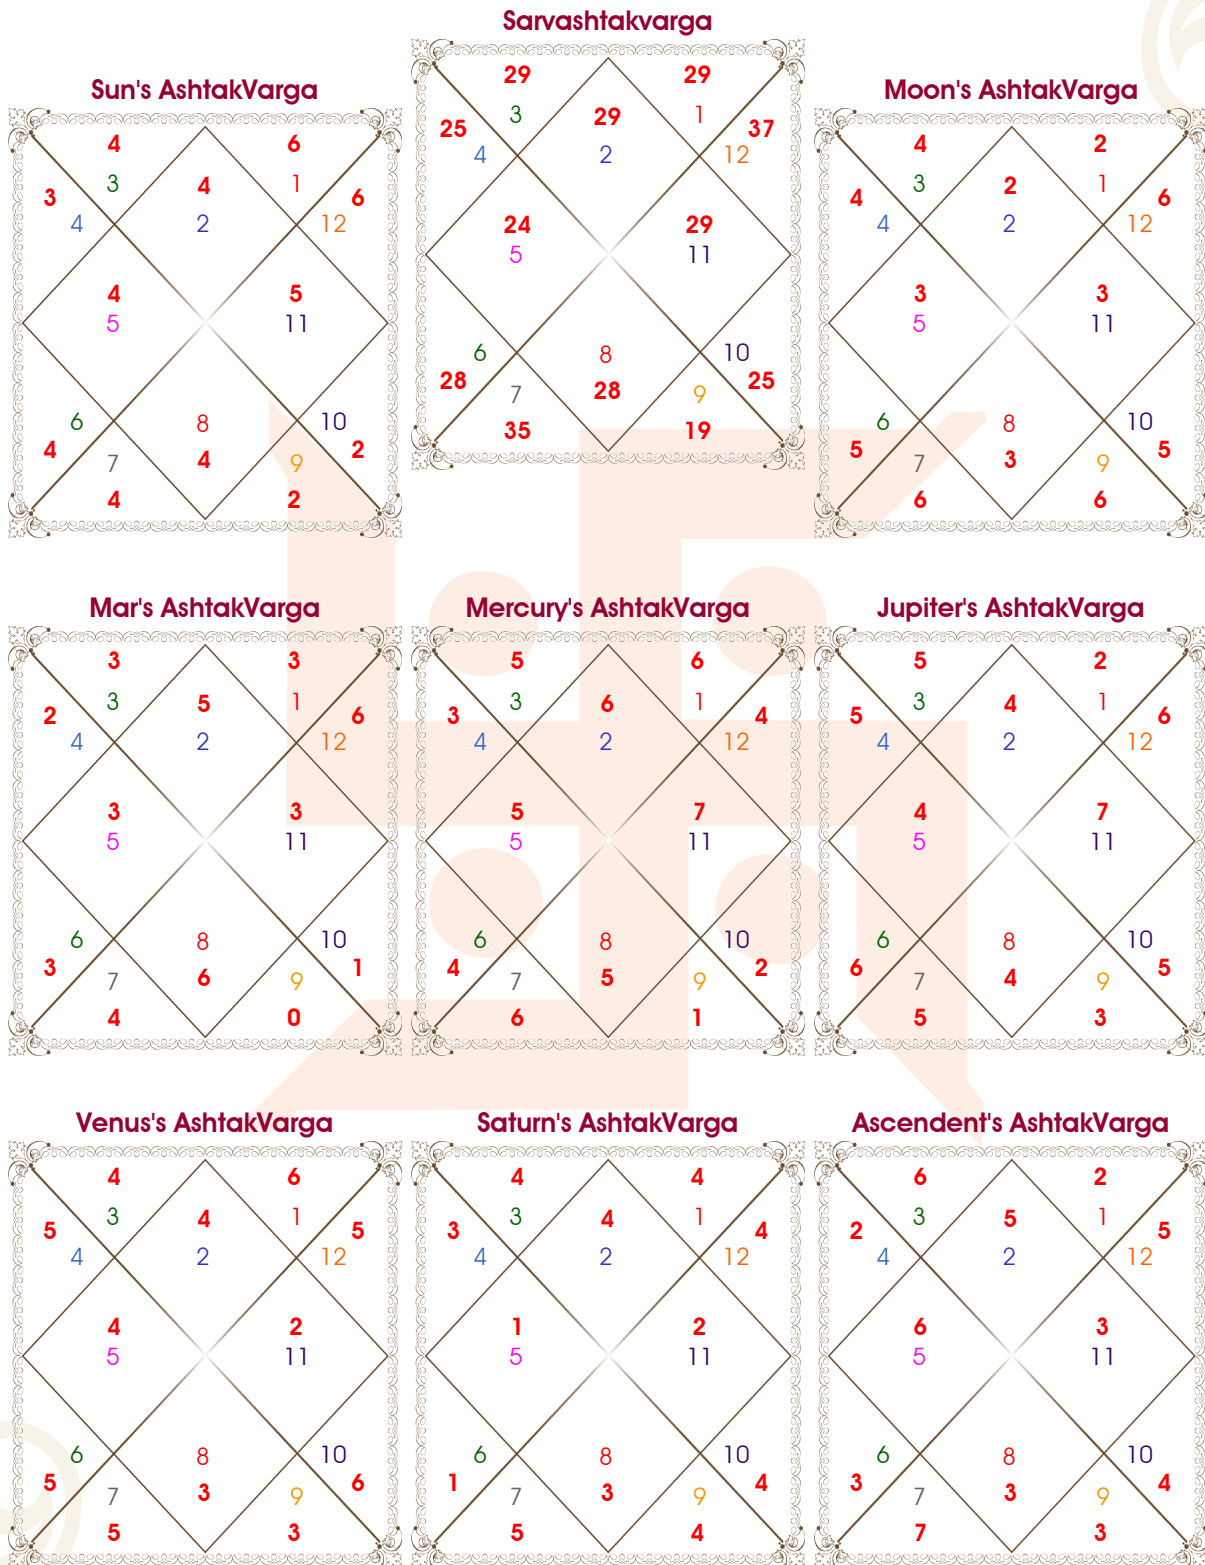 Sarvashtakvarga
29 29
3 29 1
25 37
4 2 12
24 29
5 11
6 8 10
28 28 25
7 9
35 19
Sun's AshtakVarga
4 6
3 4 1
3 6
4 2 12
4 5
5 11
6 8 10
4 4 2
7 9
4 2
Moon's AshtakVarga
4 2
3 2 1
4 6
4 2 12
3 3
5 11
6 8 10
5 3 5
7 9
6 6
Mar's AshtakVarga
3 3
3 5 1
2 6
4 2 12
3 3
5 11
6 8 10
3 6 1
7 9
4 0
Mercury's AshtakVarga
5 6
3 6 1
3 4
4 2 12
5 7
5 11
6 8 10
4 5 2
7 9
6 1
Jupiter's AshtakVarga
5 2
3 4 1
5 6
4 2 12
4 7
5 11
6 8 10
6 4 5
7 9
5 3
Venus's AshtakVarga
4 6
3 4 1
5 5
4 2 12
4 2
5 11
6 8 10
5 3 6
7 9
5 3
Saturn's AshtakVarga
4 4
3 4 1
3 4
4 2 12
1 2
5 11
6 8 10
1 3 4
7 9
5 4
Ascendent's AshtakVarga
6 2
3 5 1
2 5
4 2 12
6 3
5 11
6 8 10
3 3 4
7 9
7 3